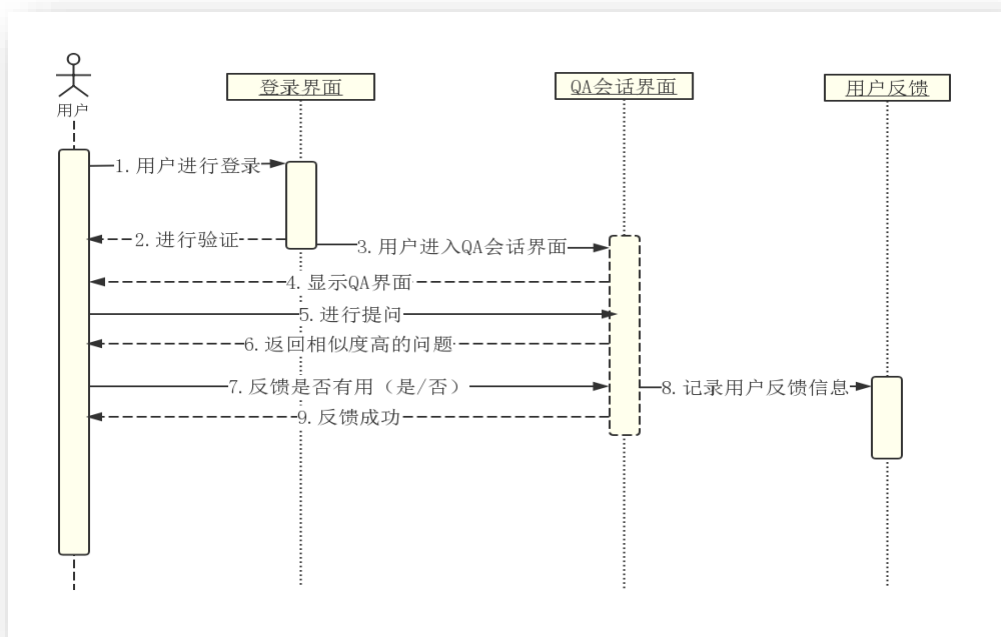 用户
登录界面
QA会话界面
用户反馈
1.用户进行登录
2.进行验证
3.用户进入QA会话界面
4.显示QA界面
5.进行提问
6.返回相似度高的问题
7.反馈是否有用（是/否）
8.记录用户反馈信息
9.反馈成功